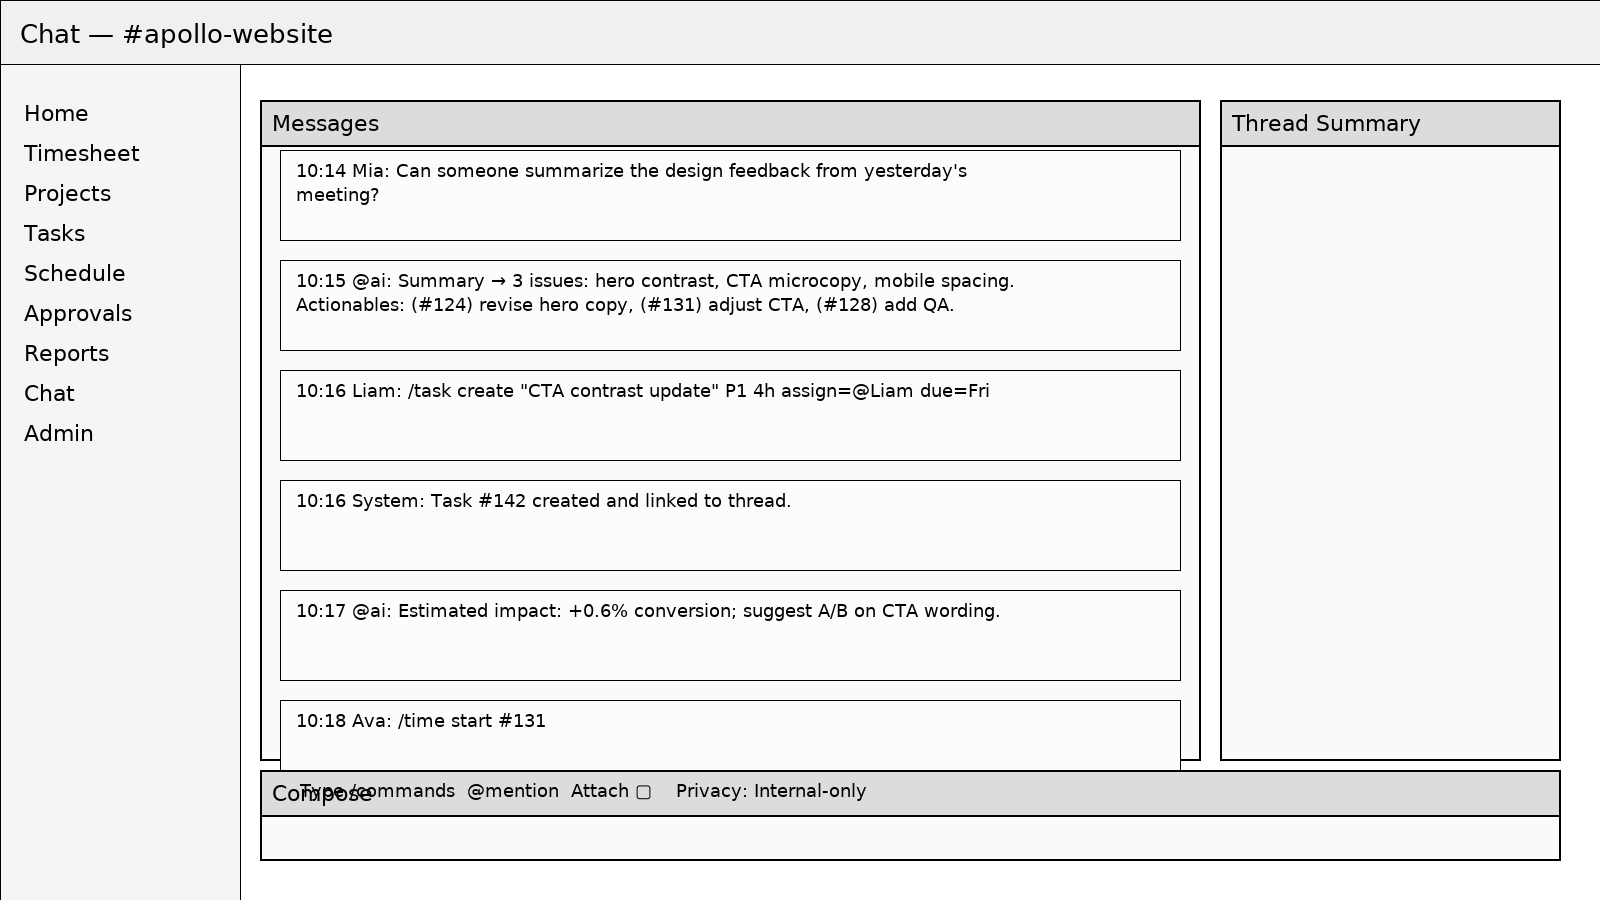 Chat — #apollo-website
Home
Timesheet
Projects
Tasks
Schedule
Approvals
Reports
Chat
Admin
Messages
10:14 Mia: Can someone summarize the design feedback from yesterday's
meeting?
10:15 @ai: Summary → 3 issues: hero contrast, CTA microcopy, mobile spacing.
Actionables: (#124) revise hero copy, (#131) adjust CTA, (#128) add QA.
10:16 Liam: /task create "CTA contrast update" P1 4h assign=@Liam due=Fri
10:16 System: Task #142 created and linked to thread.
10:17 @ai: Estimated impact: +0.6% conversion; suggest A/B on CTA wording.
10:18 Ava: /time start #131
Thread Summary
Compose
Type /commands  @mention  Attach ▢    Privacy: Internal-only